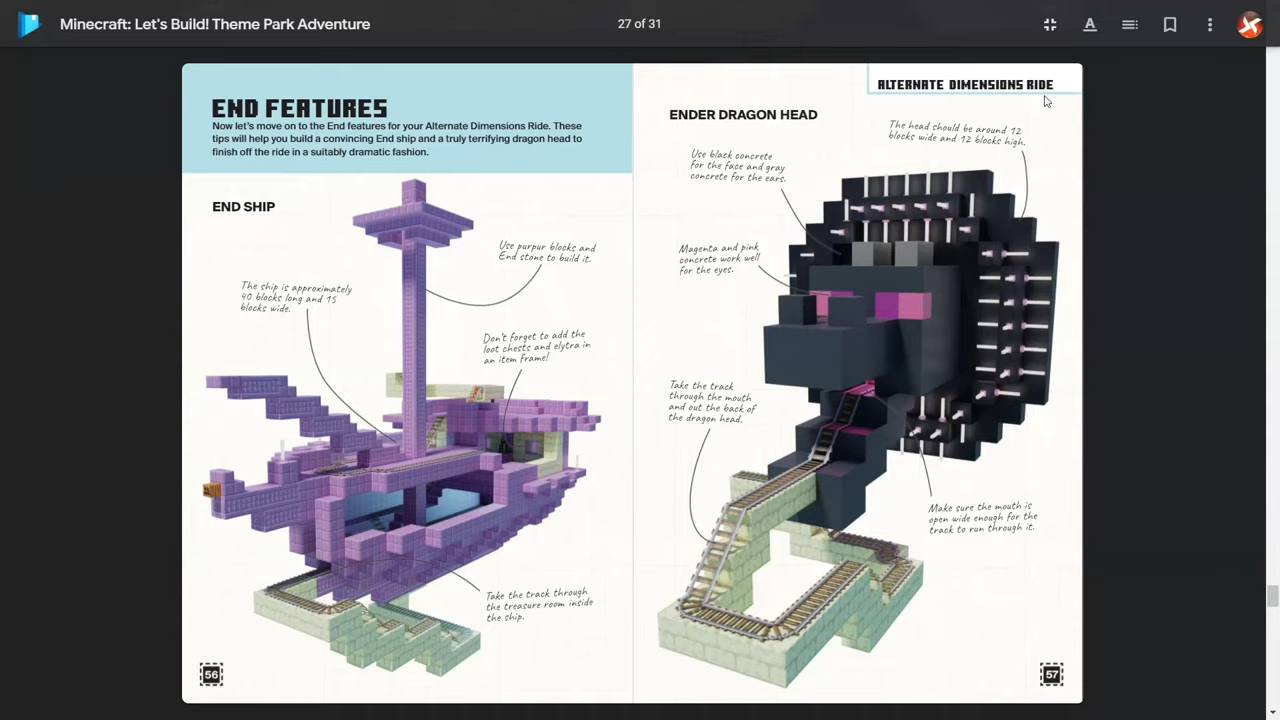 Minecraft: Let's Build! Theme Park Adventure
27 of 31
END FEATURES
Now let's move on to the End features for your Alternate Dimensions Ride. These
tips will help you build a convincing End ship and a truly terrifying dragon head to
finish off the ride in a suitably dramatic fashion.
END SHIP
Use purpur blocks and
End stone to build it.
The ship is approximately
40 blocks long and 15
blocks wide.
Don't forget to add the
loot chests and elytra in
an item frame!
Take the track through
the treasure room inside
the ship.
56
ALTERNATE DIMENSIONS RIDE
ENDER DRAGON HEAD
The head should be around 12
blocks wide and 12 blocks high.
Use black concrete
for the face and gray
concrete for the ears.
Magenta and pink
concrete work well
for the eyes.
Take the track
through the mouth
and out the back of
the dragon head.
Make sure the mouth is
open wide enough for the
track to run through it.
57